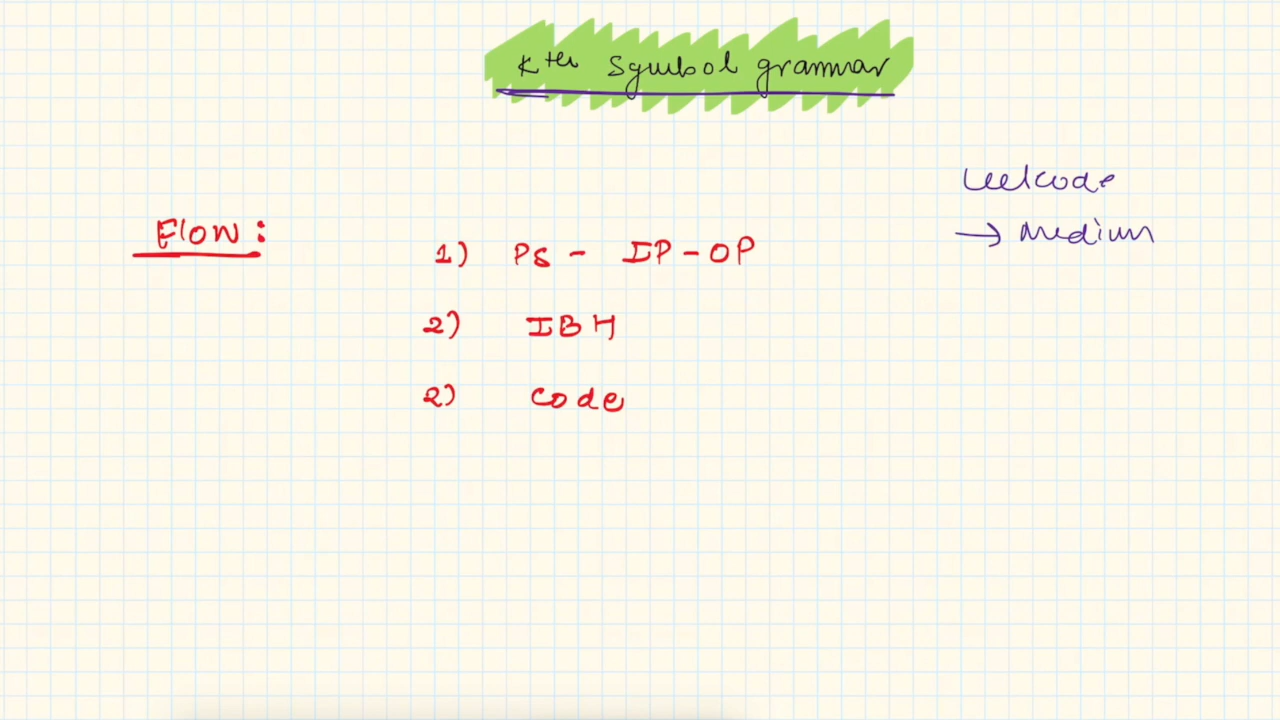 Kth Symbol grammar
Leetcode
→ Medium
Flow:
1) PS - IP - OP
2) IBH
2) Code